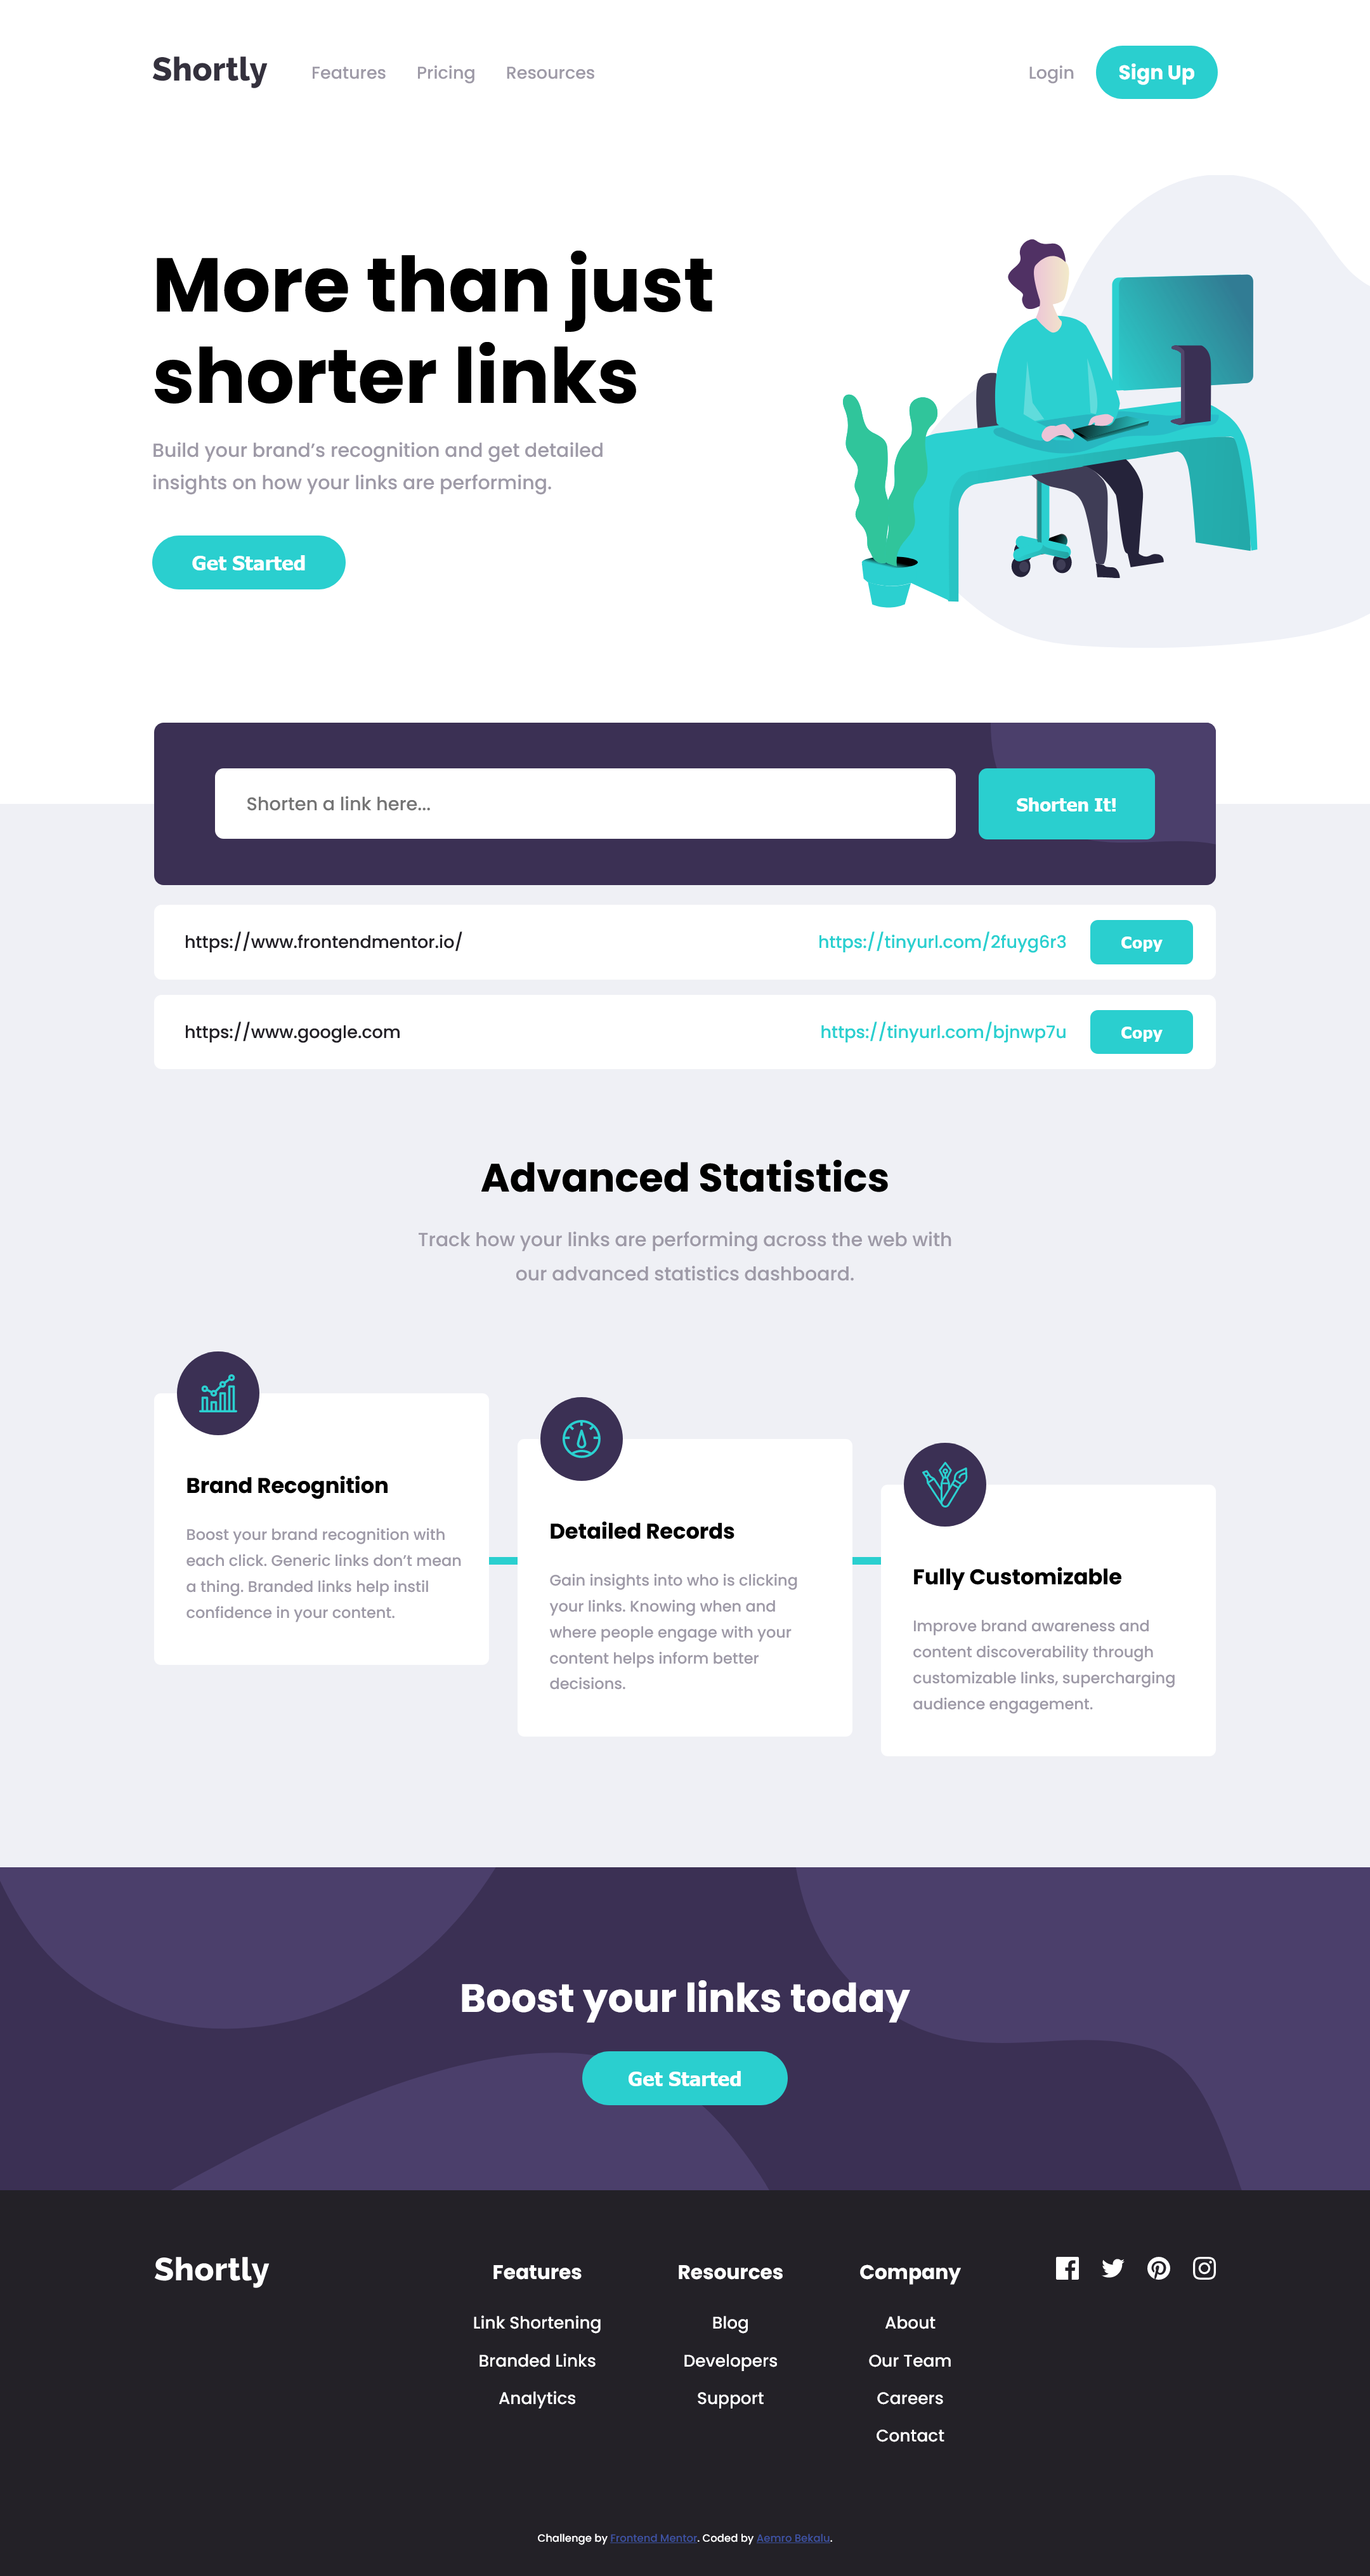 Shortly
Features
Pricing
Resources
Login
Sign Up
More than just
shorter links
Build your brand’s recognition and get detailed
insights on how your links are performing.
Get Started
Shorten a link here...
Shorten It!
https://www.frontendmentor.io/
https://tinyurl.com/2fuyg6r3
Copy
https://www.google.com
https://tinyurl.com/bjnwp7u
Copy
Advanced Statistics
Track how your links are performing across the web with
our advanced statistics dashboard.
Brand Recognition
Boost your brand recognition with
each click. Generic links don’t mean
a thing. Branded links help instil
confidence in your content.
Detailed Records
Gain insights into who is clicking
your links. Knowing when and
where people engage with your
content helps inform better
decisions.
Fully Customizable
Improve brand awareness and
content discoverability through
customizable links, supercharging
audience engagement.
Boost your links today
Get Started
Shortly
Features
Link Shortening
Branded Links
Analytics
Resources
Blog
Developers
Support
Company
About
Our Team
Careers
Contact
Challenge by Frontend Mentor. Coded by Aemro Bekalu.